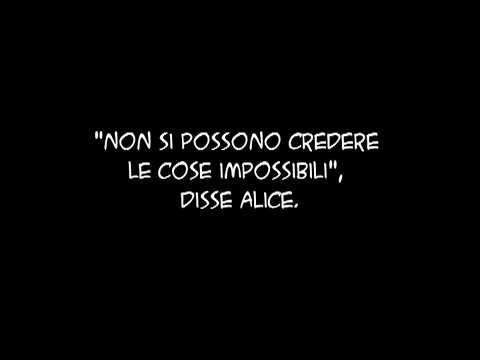 "NON SI POSSONO CREDERE
LE COSE IMPOSSIBILI",
DISSE ALICE.